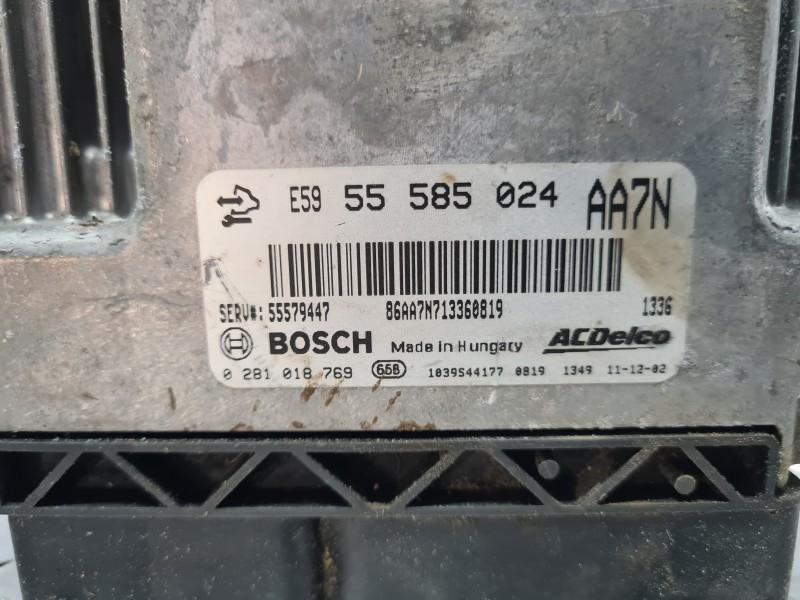 E59 55 585 024 AA7N
SERV#: 55579447 86AA7N713360819 1336
BOSCH Made in Hungary ACDelco
0 281 018 769 65B 1039S44177 0819 1349 11-12-02